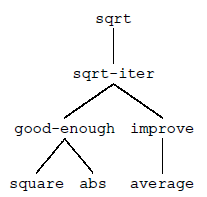 sqrt
sqrt-iter
good-enough improve
square abs average